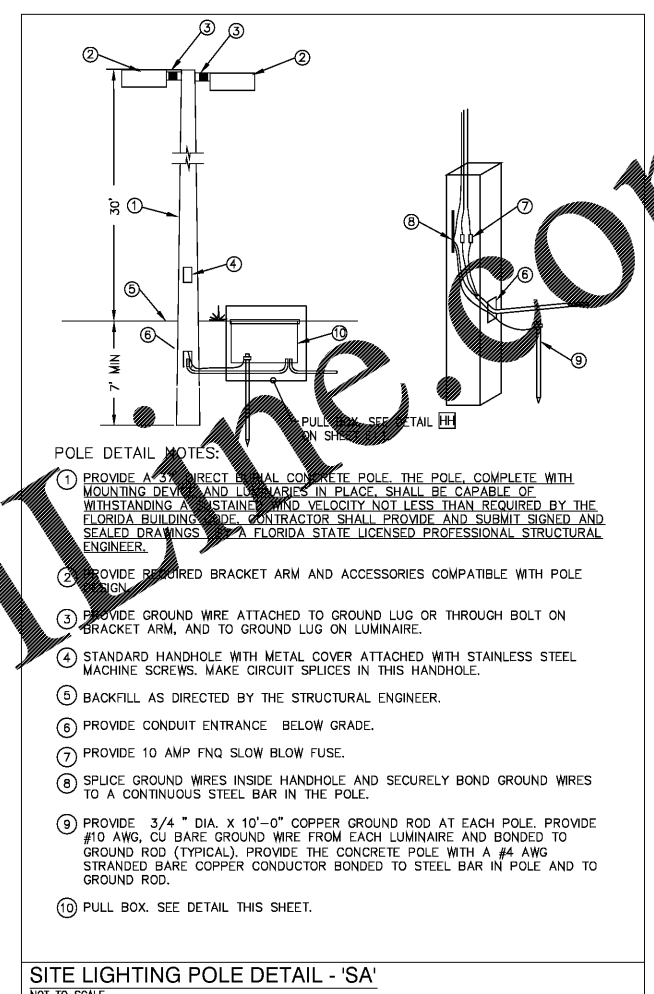 2
3
3
2
30'
1
4
5
6
10
7' MIN
8
7
6
9
PULL BOX. SEE DETAIL HH
ON SHEET
POLE DETAIL NOTES:
1 PROVIDE A 37' DIRECT BURIAL CONCRETE POLE. THE POLE, COMPLETE WITH
MOUNTING DEVICE AND LUMINARIES IN PLACE, SHALL BE CAPABLE OF
WITHSTANDING A SUSTAINED WIND VELOCITY NOT LESS THAN REQUIRED BY THE
FLORIDA BUILDING CODE. CONTRACTOR SHALL PROVIDE AND SUBMIT SIGNED AND
SEALED DRAWINGS A FLORIDA STATE LICENSED PROFESSIONAL STRUCTURAL
ENGINEER.
2 PROVIDE REQUIRED BRACKET ARM AND ACCESSORIES COMPATIBLE WITH POLE
DESIGN.
3 PROVIDE GROUND WIRE ATTACHED TO GROUND LUG OR THROUGH BOLT ON
BRACKET ARM, AND TO GROUND LUG ON LUMINAIRE.
4 STANDARD HANDHOLE WITH METAL COVER ATTACHED WITH STAINLESS STEEL
MACHINE SCREWS. MAKE CIRCUIT SPLICES IN THIS HANDHOLE.
5 BACKFILL AS DIRECTED BY THE STRUCTURAL ENGINEER.
6 PROVIDE CONDUIT ENTRANCE BELOW GRADE.
7 PROVIDE 10 AMP FNQ SLOW BLOW FUSE.
8 SPLICE GROUND WIRES INSIDE HANDHOLE AND SECURELY BOND GROUND WIRES
TO A CONTINUOUS STEEL BAR IN THE POLE.
9 PROVIDE 3/4 " DIA. X 10'-0" COPPER GROUND ROD AT EACH POLE. PROVIDE
#10 AWG, CU BARE GROUND WIRE FROM EACH LUMINAIRE AND BONDED TO
GROUND ROD (TYPICAL). PROVIDE THE CONCRETE POLE WITH A #4 AWG
STRANDED BARE COPPER CONDUCTOR BONDED TO STEEL BAR IN POLE AND TO
GROUND ROD.
10 PULL BOX. SEE DETAIL THIS SHEET.
SITE LIGHTING POLE DETAIL - 'SA'
NOT TO SCALE
iLine.Cor